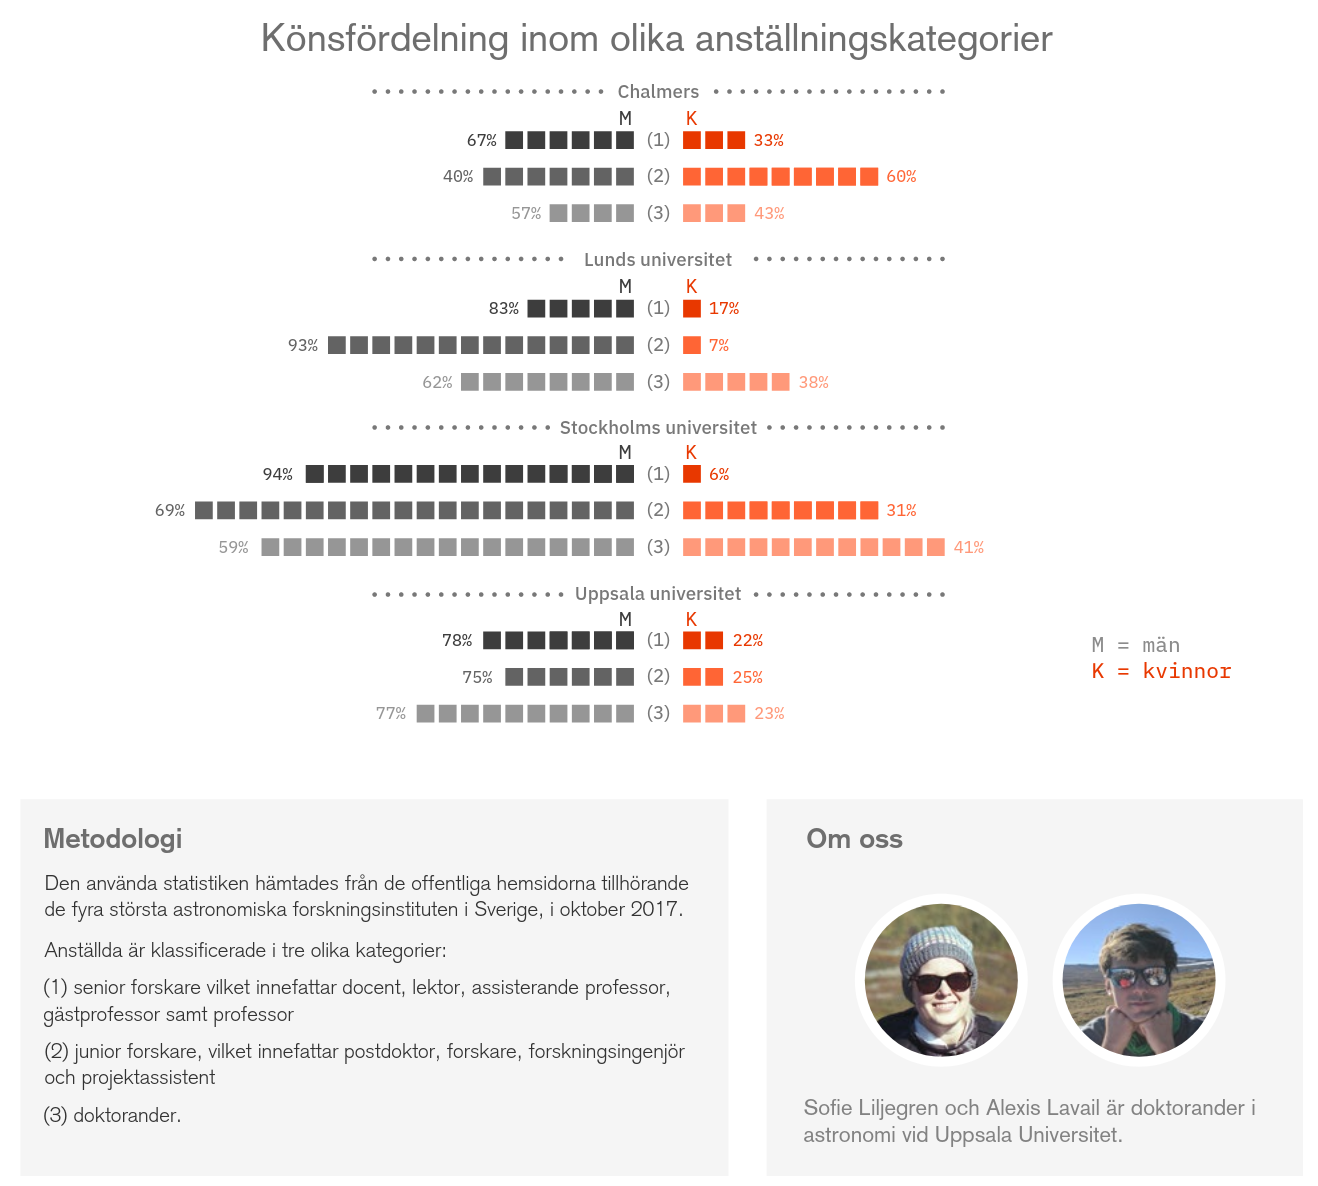 Könsfördelning inom olika anställningskategorier
Chalmers
M K
67% (1) 33%
40% (2) 60%
57% (3) 43%
Lunds universitet
M K
83% (1) 17%
93% (2) 7%
62% (3) 38%
Stockholms universitet
M K
94% (1) 6%
69% (2) 31%
59% (3) 41%
Uppsala universitet
M K
78% (1) 22%
75% (2) 25%
77% (3) 23%
M = män
K = kvinnor
Metodologi
Den använda statistiken hämtades från de offentliga hemsidorna tillhörande
de fyra största astronomiska forskningsinstituten i Sverige, i oktober 2017.
Anställda är klassificerade i tre olika kategorier:
(1) senior forskare vilket innefattar docent, lektor, assisterande professor,
gästprofessor samt professor
(2) junior forskare, vilket innefattar postdoktor, forskare, forskningsingenjör
och projektassistent
(3) doktorander.
Om oss
Sofie Liljegren och Alexis Lavail är doktorander i
astronomi vid Uppsala Universitet.